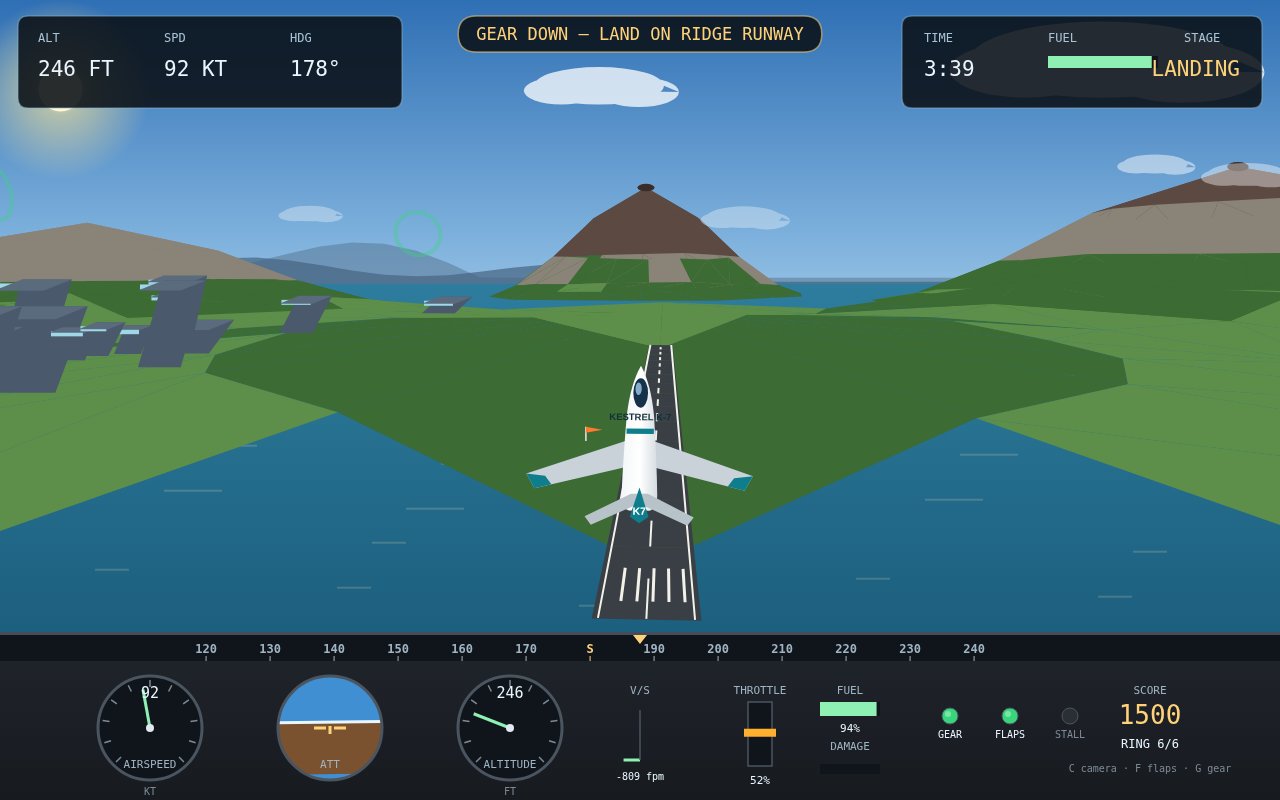 GEAR DOWN — LAND ON RIDGE RUNWAY
ALT SPD HDG
246 FT 92 KT 178°
TIME FUEL STAGE
3:39 LANDING
KESTREL K-7
K7
120 130 140 150 160 170 S 190 200 210 220 230 240
92
AIRSPEED
KT
ATT
246
ALTITUDE
FT
V/S
-809 fpm
THROTTLE
52%
FUEL
94%
DAMAGE
GEAR FLAPS STALL
SCORE
1500
RING 6/6
C camera · F flaps · G gear